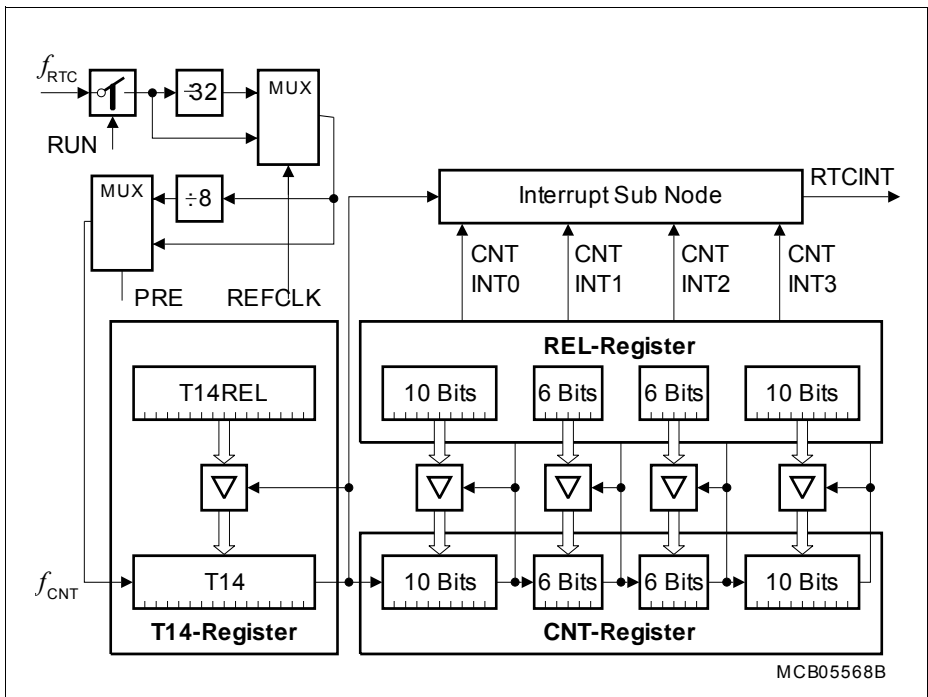 fRTC
RUN
÷32
MUX
MUX
÷8
PRE
REFCLK
Interrupt Sub Node
RTCINT
CNT INT0
CNT INT1
CNT INT2
CNT INT3
REL-Register
T14REL
10 Bits
6 Bits
6 Bits
10 Bits
fCNT
T14
10 Bits
6 Bits
6 Bits
10 Bits
T14-Register
CNT-Register
MCB05568B